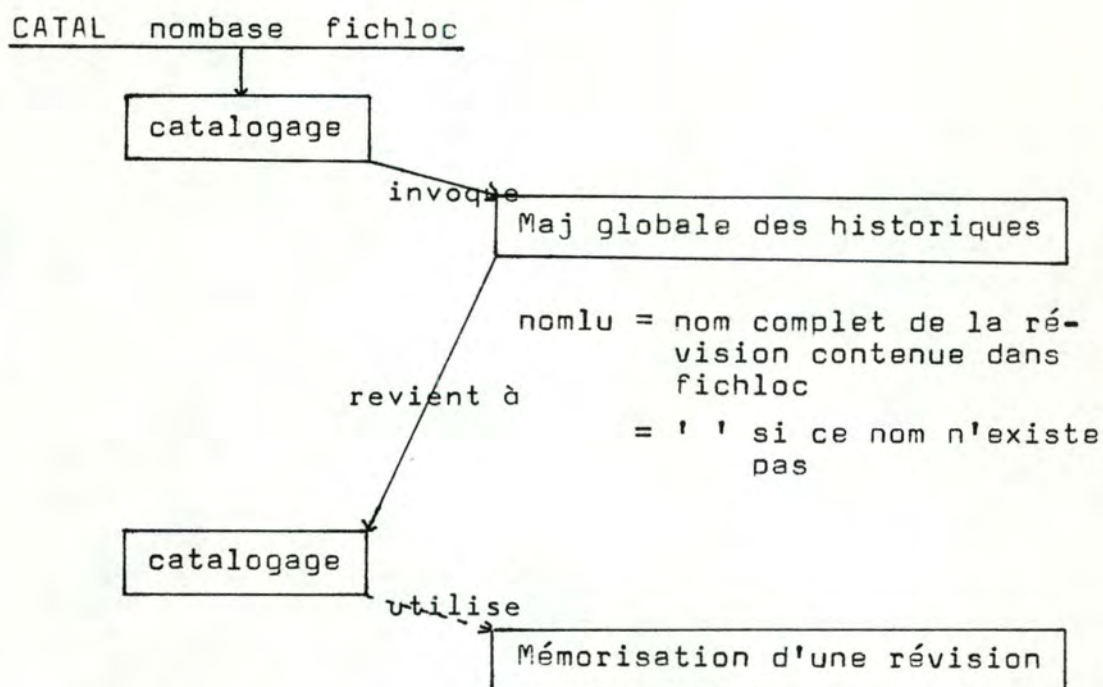 CATAL nombase fichloc
catalogage
invoque
Maj globale des historiques
nomlu = nom complet de la ré-
vision contenue dans
fichloc
revient à
= ' ' si ce nom n'existe
pas
catalogage
utilise
Mémorisation d'une révision